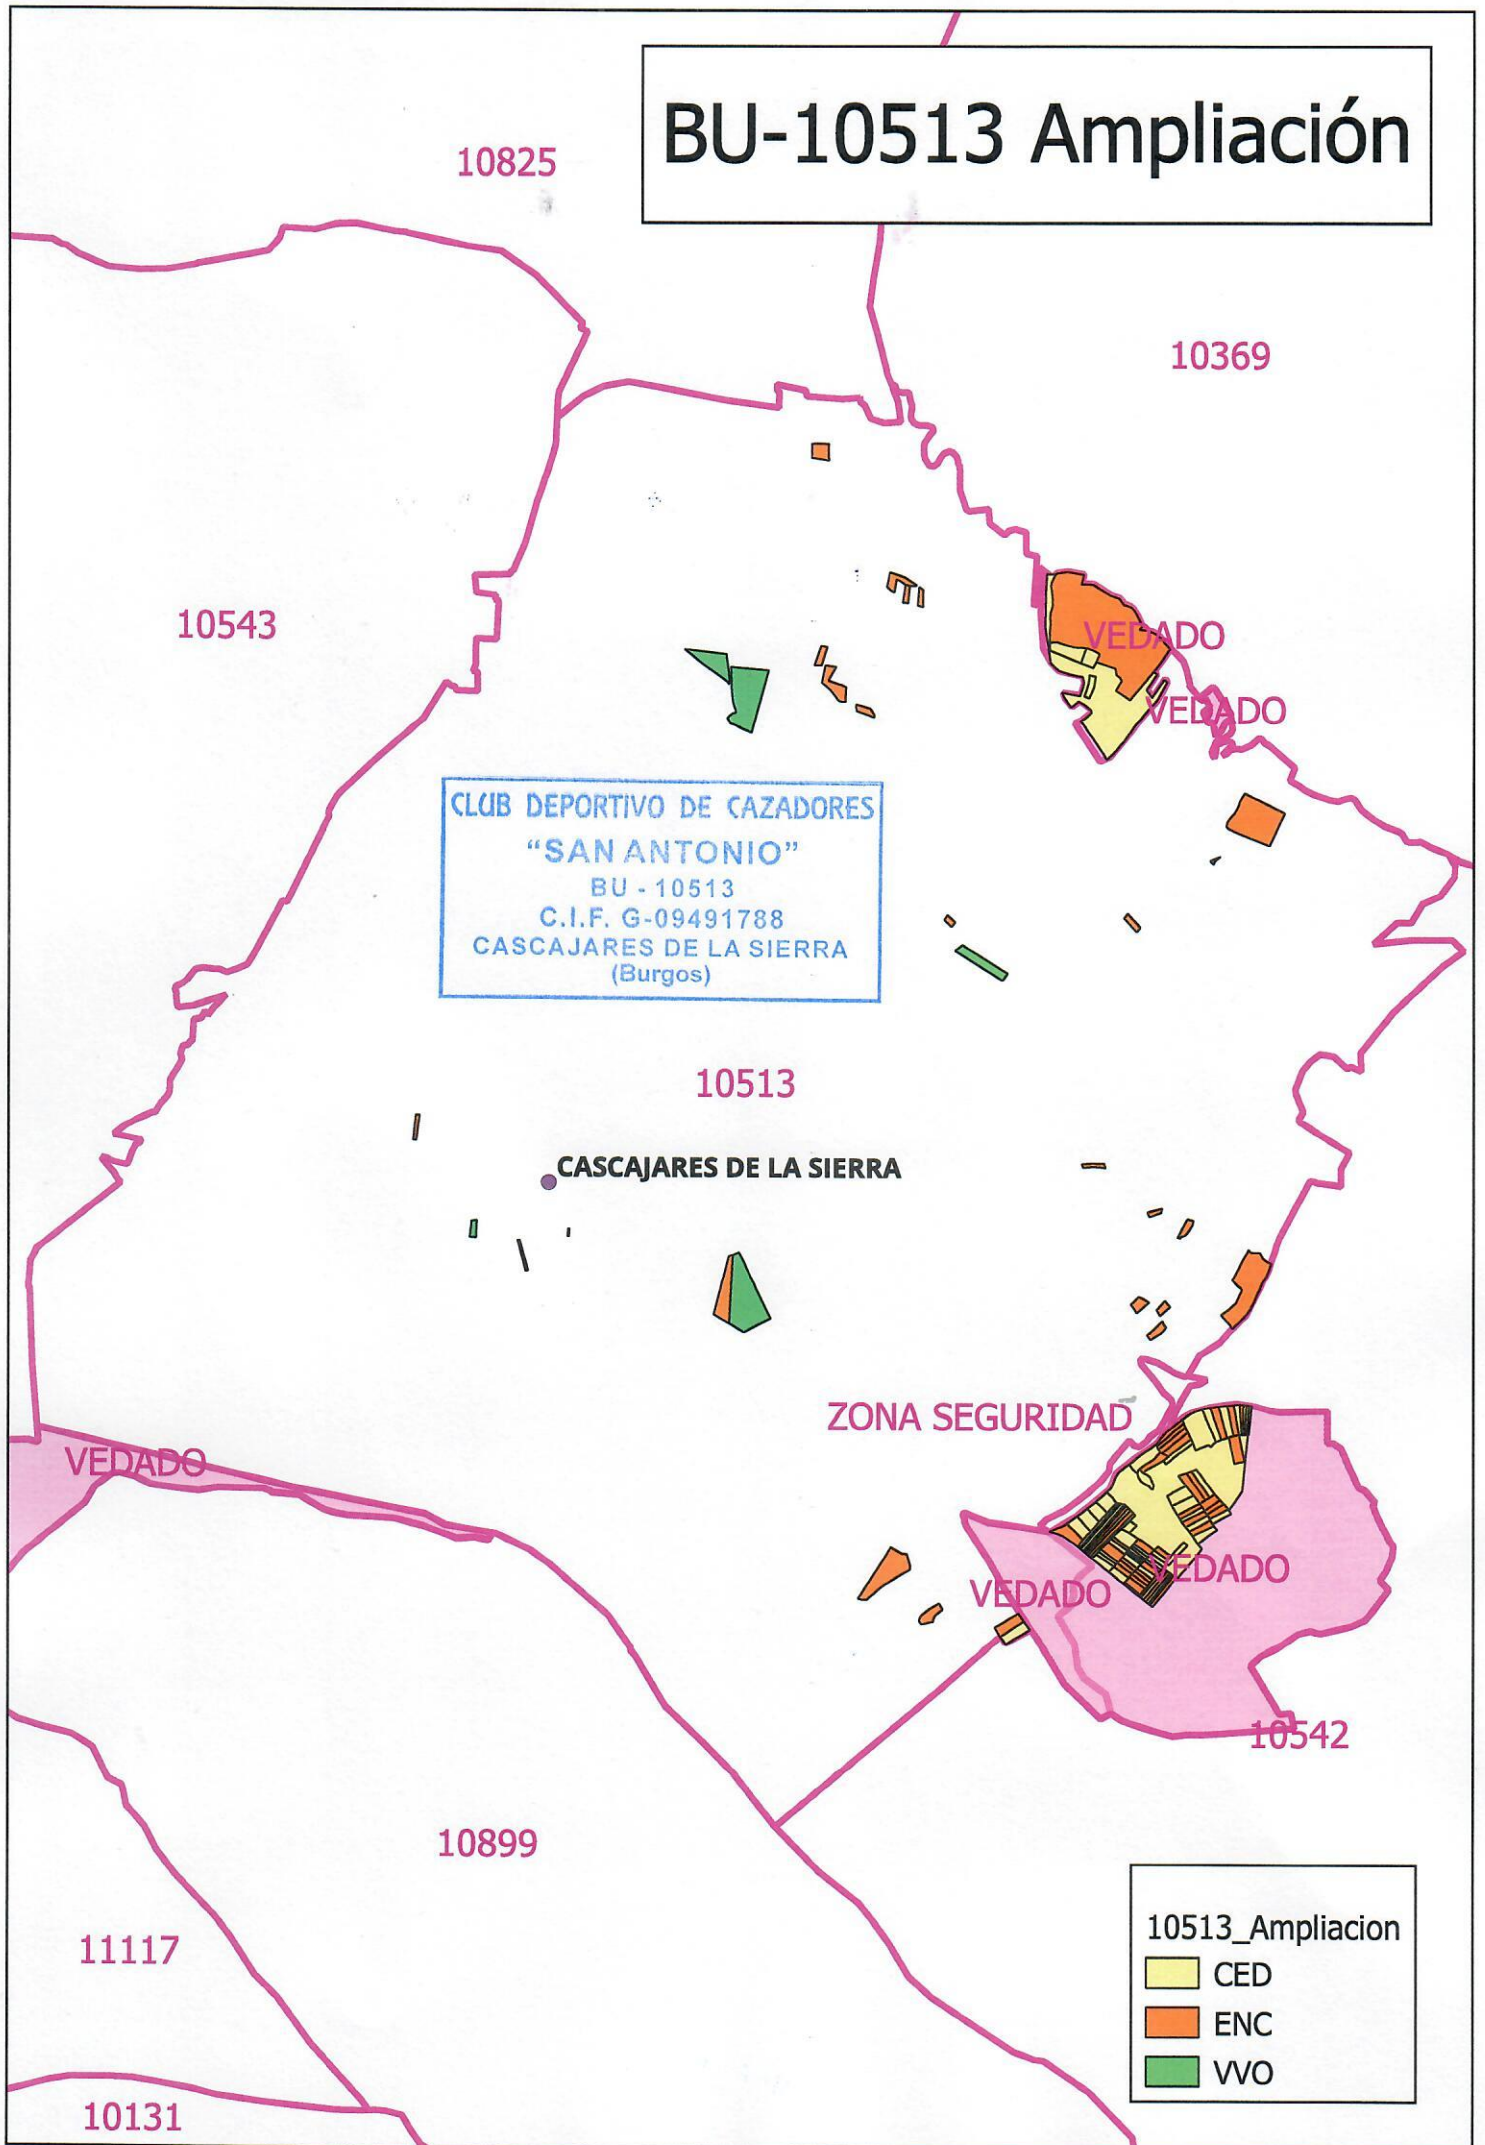 BU-10513 Ampliación
10825
10369
10543
VEDADO
VEDADO
CLUB DEPORTIVO DE CAZADORES
“SAN ANTONIO”
BU - 10513
C.I.F. G-09491788
CASCAJARES DE LA SIERRA
(Burgos)
10513
CASCAJARES DE LA SIERRA
ZONA SEGURIDAD
VEDADO
VEDADO
VEDADO
10542
10899
11117
10131
10513_Ampliacion
CED
ENC
VVO